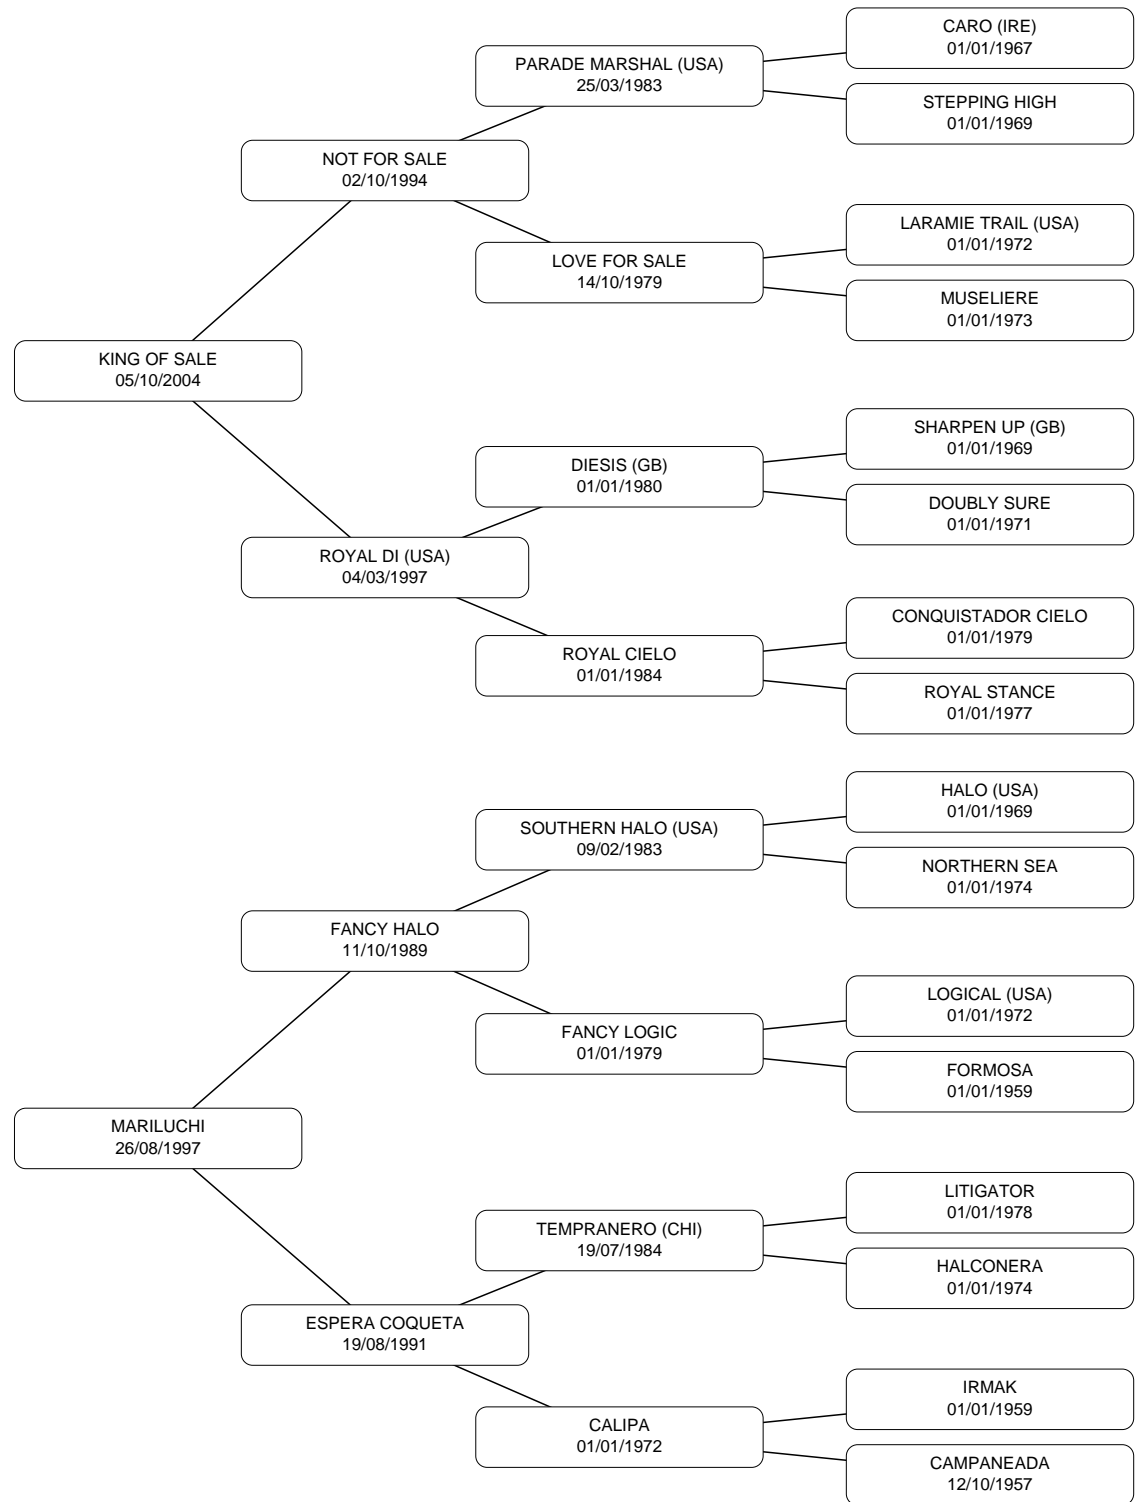 CARO (IRE)
01/01/1967
PARADE MARSHAL (USA)
25/03/1983
STEPPING HIGH
01/01/1969
NOT FOR SALE
02/10/1994
LARAMIE TRAIL (USA)
01/01/1972
LOVE FOR SALE
14/10/1979
MUSELIERE
01/01/1973
KING OF SALE
05/10/2004
SHARPEN UP (GB)
01/01/1969
DIESIS (GB)
01/01/1980
DOUBLY SURE
01/01/1971
ROYAL DI (USA)
04/03/1997
CONQUISTADOR CIELO
01/01/1979
ROYAL CIELO
01/01/1984
ROYAL STANCE
01/01/1977
HALO (USA)
01/01/1969
SOUTHERN HALO (USA)
09/02/1983
NORTHERN SEA
01/01/1974
FANCY HALO
11/10/1989
LOGICAL (USA)
01/01/1972
FANCY LOGIC
01/01/1979
FORMOSA
01/01/1959
MARILUCHI
26/08/1997
LITIGATOR
01/01/1978
TEMPRANERO (CHI)
19/07/1984
HALCONERA
01/01/1974
ESPERA COQUETA
19/08/1991
IRMAK
01/01/1959
CALIPA
01/01/1972
CAMPANEADA
12/10/1957